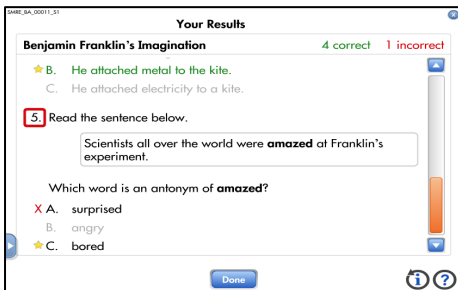 SMRE_BA_00011_S1
Your Results
Benjamin Franklin's Imagination 4 correct 1 incorrect
B. He attached metal to the kite.
C. He attached electricity to a kite.
5. Read the sentence below.
Scientists all over the world were amazed at Franklin's
experiment.
Which word is an antonym of amazed?
X A. surprised
B. angry
C. bored
Done
i ?